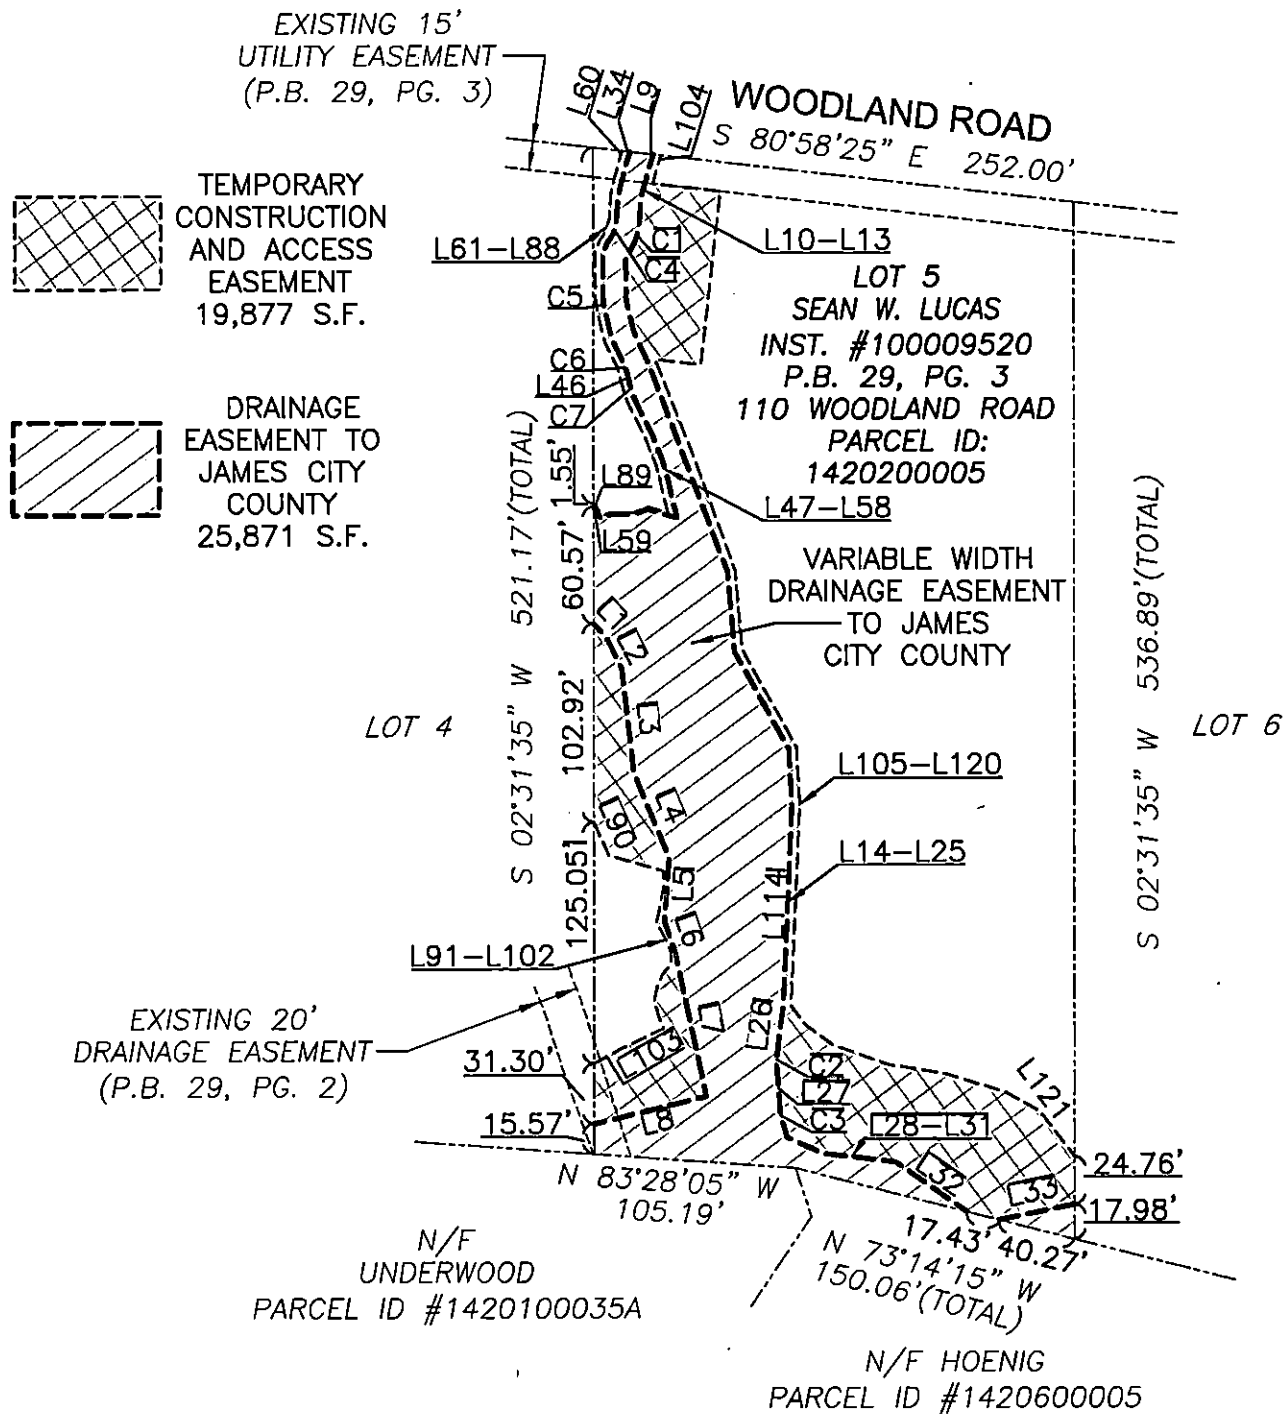 EXISTING 15'
UTILITY EASEMENT
(P.B. 29, PG. 3)
L60
L34
L9
L104
WOODLAND ROAD
S 80°58'25" E 252.00'
TEMPORARY
CONSTRUCTION
AND ACCESS
EASEMENT
19,877 S.F.
L61-L88
C1
C4
L10-L13
LOT 5
SEAN W. LUCAS
INST. #100009520
P.B. 29, PG. 3
110 WOODLAND ROAD
PARCEL ID:
1420200005
C5
C6
L46
C7
DRAINAGE
EASEMENT TO
JAMES CITY
COUNTY
25,871 S.F.
1.55'
L89
L59
L47-L58
S 02°31'35" W 521.17'(TOTAL)
60.57'
VARIABLE WIDTH
DRAINAGE EASEMENT
TO JAMES
CITY COUNTY
S 02°31'35" W 536.89'(TOTAL)
L1
L2
L3
102.92'
LOT 4
LOT 6
L105-L120
L4
L90
L14-L25
125.051'
L5
L114
L6
L91-L102
L7
L26
EXISTING 20'
DRAINAGE EASEMENT
(P.B. 29, PG. 2)
31.30'
L103
C2
L27
L121
15.57'
L8
C3
L28-L31
L32
L33
24.76'
17.98'
N 83°28'05" W
105.19'
17.43'
40.27'
N 73°14'15" W
150.06'(TOTAL)
N/F
UNDERWOOD
PARCEL ID #1420100035A
N/F HOENIG
PARCEL ID #1420600005